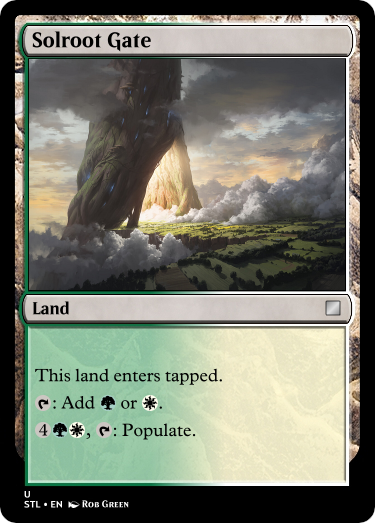 Solroot Gate
Land
This land enters tapped.
: Add or .
4, : Populate.
U
STL • EN Rob Green